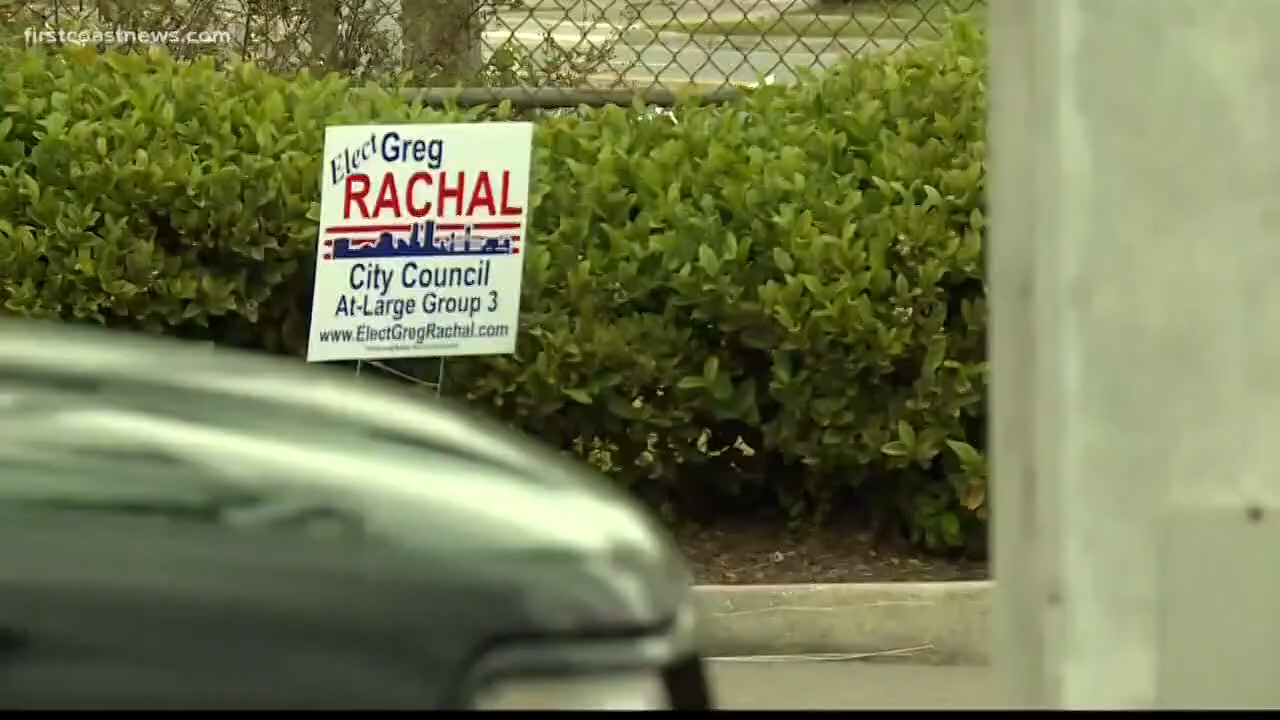 firstcoastnews.com
Elect Greg
RACHAL
City Council
At-Large Group 3
www.ElectGregRachal.com